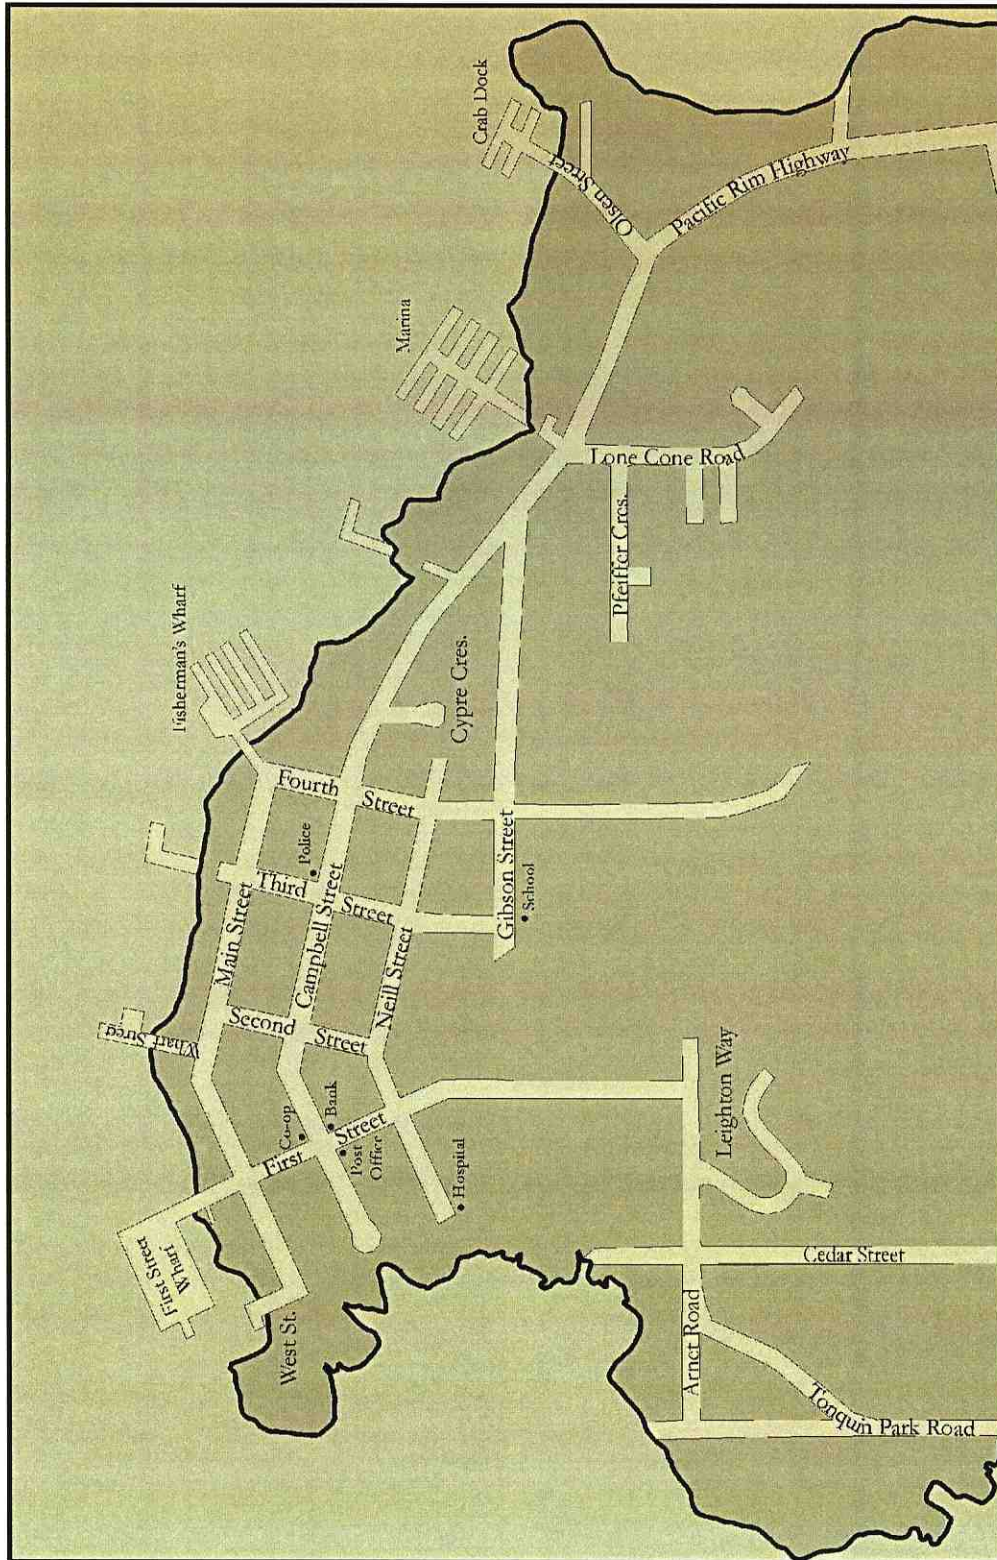 Crab Dock
Olsen Street
Pacific Rim Highway
Marina
Lone Cone Road
Pfeiffer Cres.
Fisherman's Wharf
Cypre Cres.
Fourth Street
Police
Third Street
Main Street
Campbell Street
Neill Street
Gibson Street
School
Wharf Street
Second Street
Co-op
Bank
First Street
Post
Office
Hospital
Leighton Way
First Street
Wharf
West St.
Cedar Street
Arnet Road
Tonquin Park Road